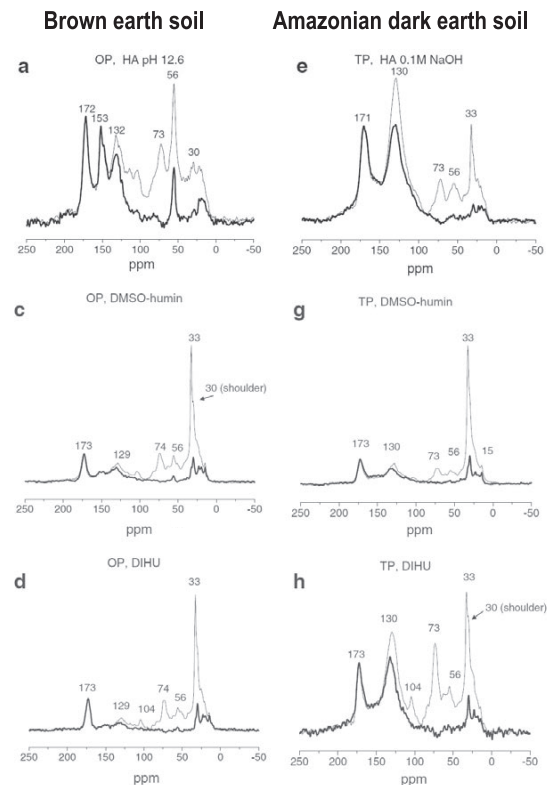 Brown earth soil
Amazonian dark earth soil
a
OP, HA pH 12.6
172
153
132
73
56
30
250 200 150 100 50 0 -50
ppm
e
TP, HA 0.1M NaOH
171
130
73
56
33
250 200 150 100 50 0 -50
ppm
c
OP, DMSO-humin
173
129
74
56
33
30 (shoulder)
250 200 150 100 50 0 -50
ppm
g
TP, DMSO-humin
173
130
73
56
33
15
250 200 150 100 50 0 -50
ppm
d
OP, DIHU
173
129
104
74
56
33
250 200 150 100 50 0 -50
ppm
h
TP, DIHU
173
130
104
73
56
33
30 (shoulder)
250 200 150 100 50 0 -50
ppm